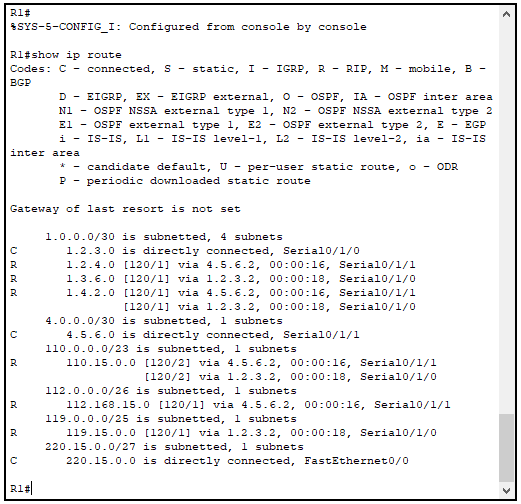 R1#
%SYS-5-CONFIG_I: Configured from console by console

R1#show ip route
Codes: C - connected, S - static, I - IGRP, R - RIP, M - mobile, B -
BGP
       D - EIGRP, EX - EIGRP external, O - OSPF, IA - OSPF inter area
       N1 - OSPF NSSA external type 1, N2 - OSPF NSSA external type 2
       E1 - OSPF external type 1, E2 - OSPF external type 2, E - EGP
       i - IS-IS, L1 - IS-IS level-1, L2 - IS-IS level-2, ia - IS-IS
inter area
       * - candidate default, U - per-user static route, o - ODR
       P - periodic downloaded static route

Gateway of last resort is not set

     1.0.0.0/30 is subnetted, 4 subnets
C       1.2.3.0 is directly connected, Serial0/1/0
R       1.2.4.0 [120/1] via 4.5.6.2, 00:00:16, Serial0/1/1
R       1.3.6.0 [120/1] via 1.2.3.2, 00:00:18, Serial0/1/0
R       1.4.2.0 [120/1] via 4.5.6.2, 00:00:16, Serial0/1/1
                [120/1] via 1.2.3.2, 00:00:18, Serial0/1/0
     4.0.0.0/30 is subnetted, 1 subnets
C       4.5.6.0 is directly connected, Serial0/1/1
     110.0.0.0/23 is subnetted, 1 subnets
R       110.15.0.0 [120/2] via 4.5.6.2, 00:00:16, Serial0/1/1
                   [120/2] via 1.2.3.2, 00:00:18, Serial0/1/0
     112.0.0.0/26 is subnetted, 1 subnets
R       112.168.15.0 [120/1] via 4.5.6.2, 00:00:16, Serial0/1/1
     119.0.0.0/25 is subnetted, 1 subnets
R       119.15.0.0 [120/1] via 1.2.3.2, 00:00:18, Serial0/1/0
     220.15.0.0/27 is subnetted, 1 subnets
C       220.15.0.0 is directly connected, FastEthernet0/0

R1#